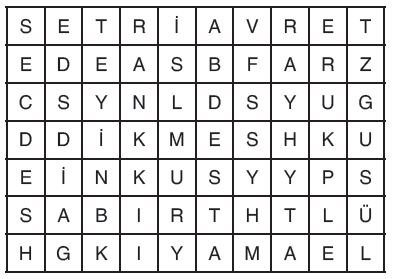 S E T R İ A V R E T
E D E A S B F A R Z
C S Y N L D S Y U G
D D İ K M E S H K U
E İ N K U S Y Y P S
S A B I R T H T L Ü
H G K I Y A M A E L